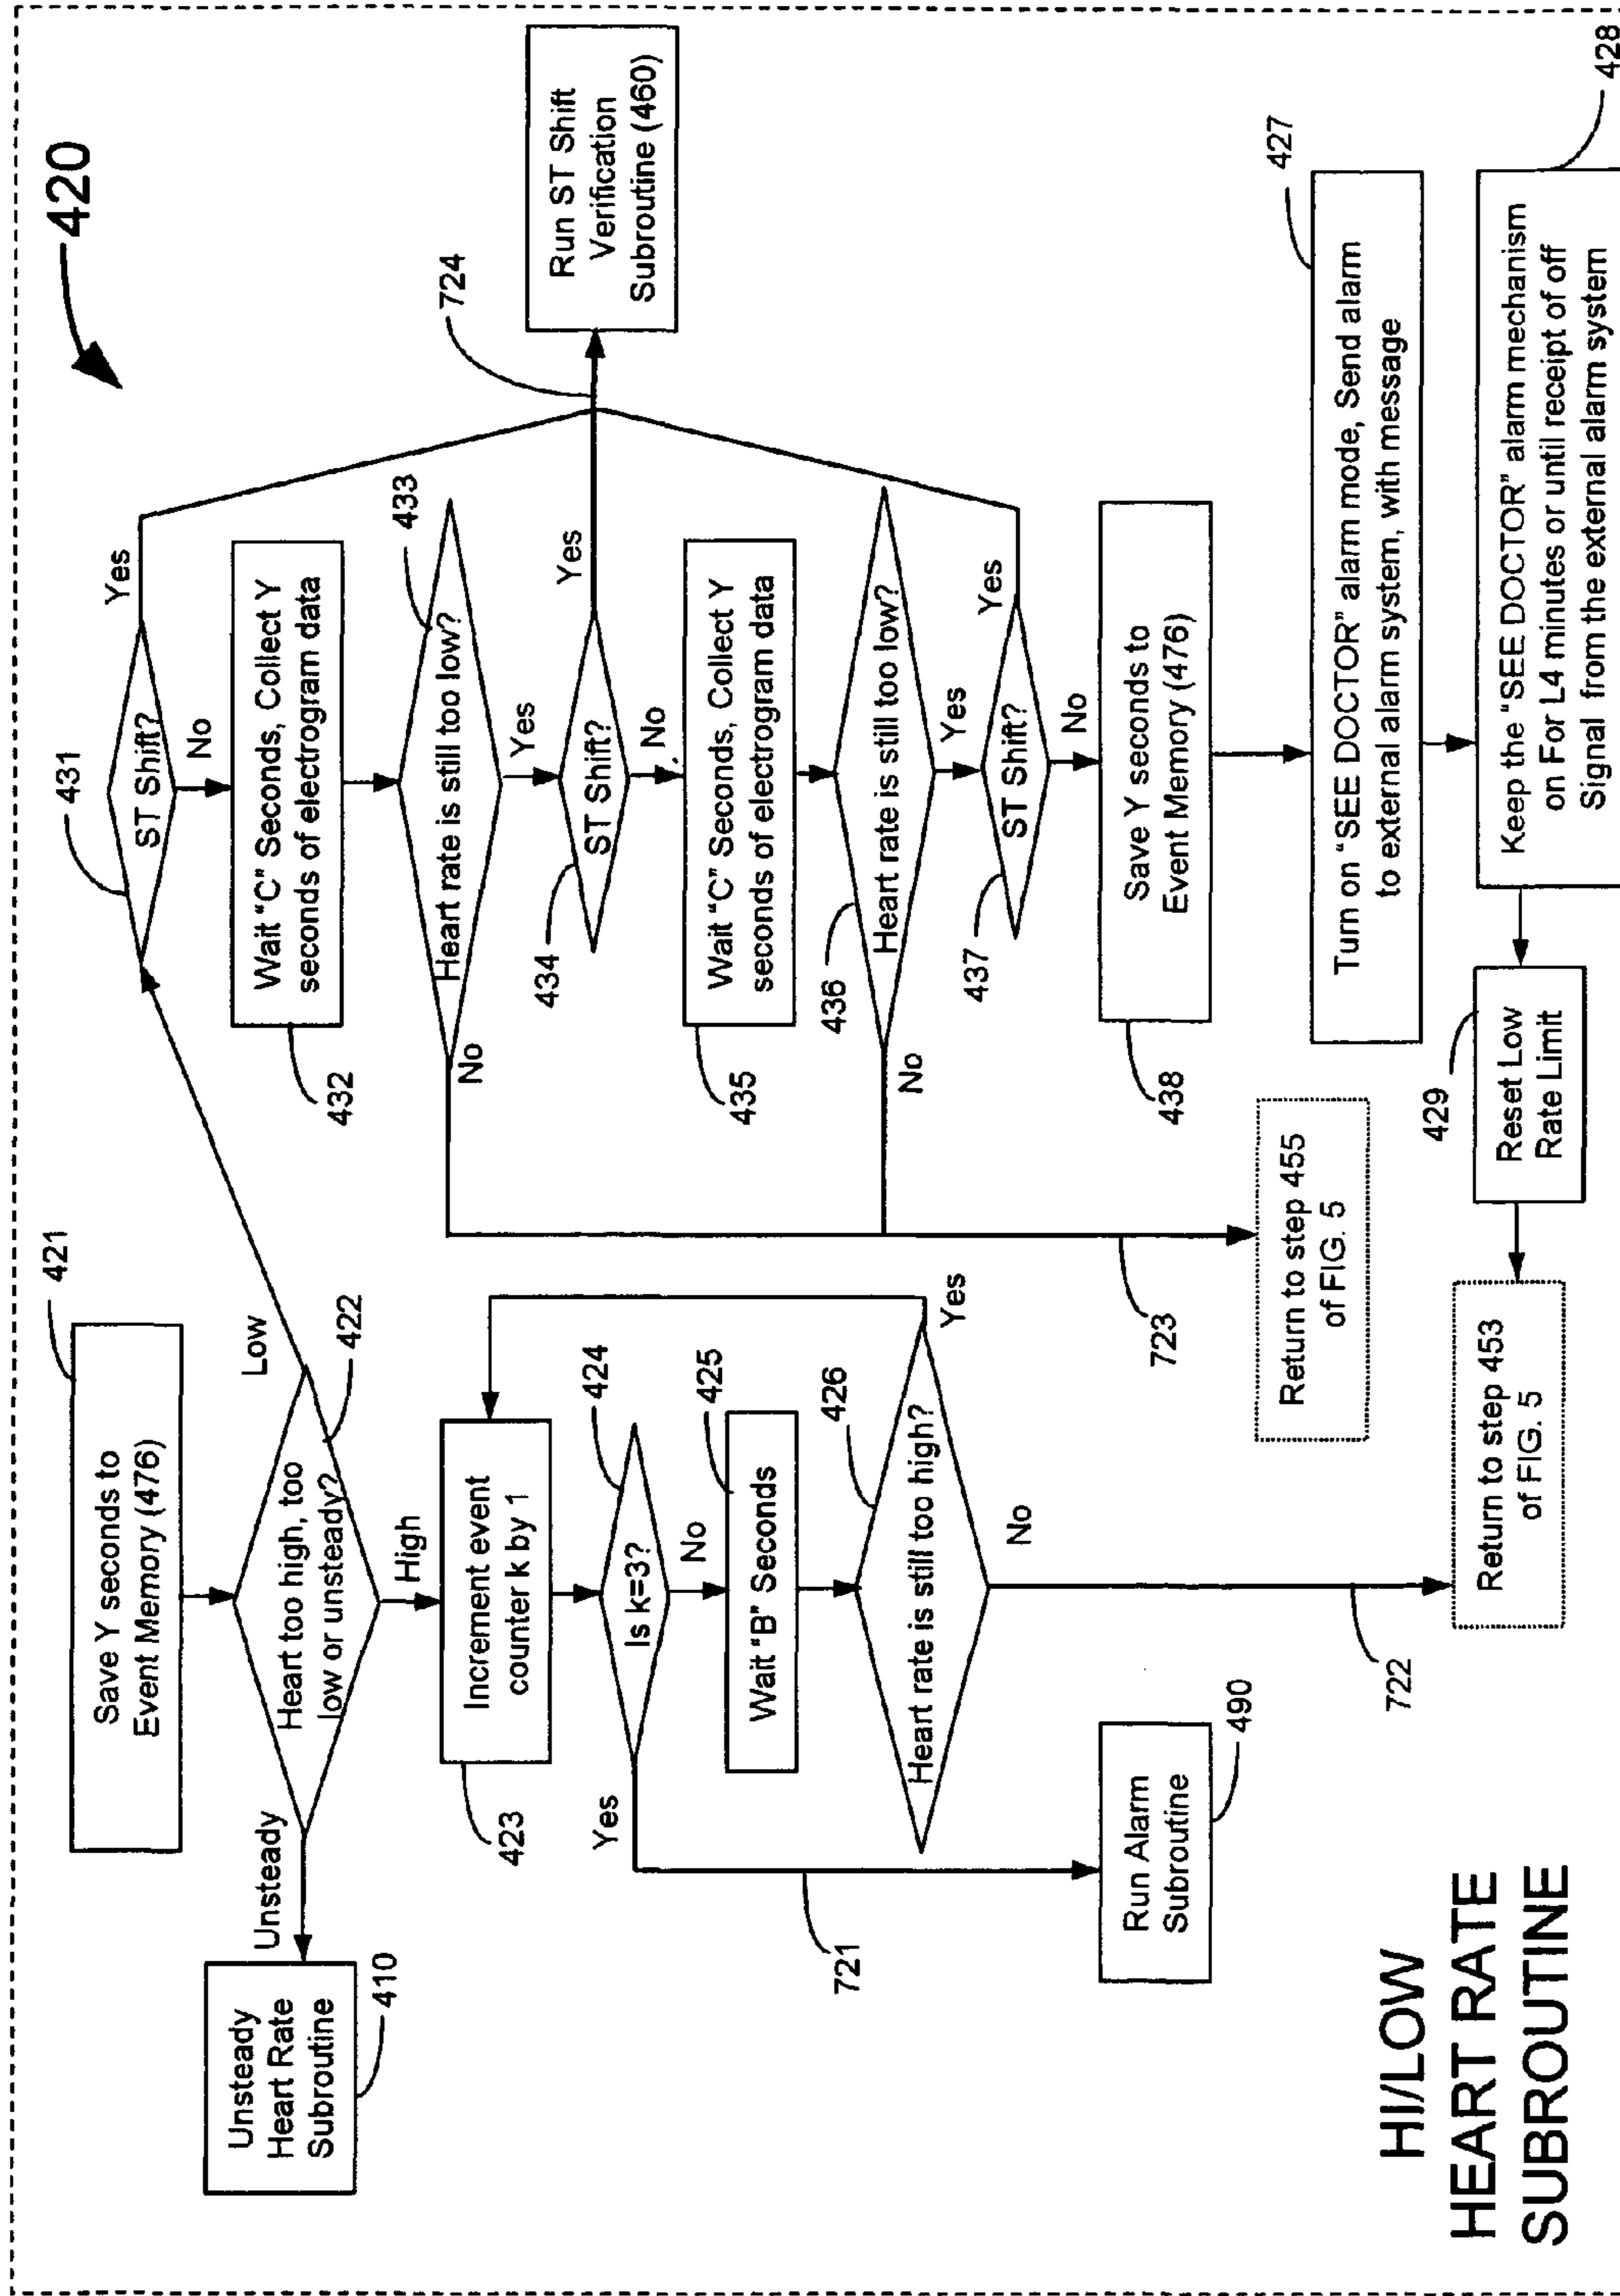 420
421
Save Y seconds to
Event Memory (476)
422
Heart too high, too
low or unsteady?
Unsteady
Low
High
Unsteady
Heart Rate
Subroutine
410
Increment event
counter k by 1
423
424
Is k=3?
Yes
No
425
Wait "B" Seconds
426
Heart rate is still too high?
Yes
No
721
Run Alarm
Subroutine
490
722
431
ST Shift?
Yes
No
Wait "C" Seconds, Collect Y
seconds of electrogram data
432
433
Heart rate is still too low?
No
Yes
434
ST Shift?
Yes
No
Wait "C" Seconds, Collect Y
seconds of electrogram data
435
436
Heart rate is still too low?
No
Yes
437
ST Shift?
Yes
No
724
Run ST Shift
Verification
Subroutine (460)
Save Y seconds to
Event Memory (476)
438
723
Return to step 455
of FIG. 5
427
Turn on "SEE DOCTOR" alarm mode, Send alarm
to external alarm system, with message
428
Keep the "SEE DOCTOR" alarm mechanism
on For L4 minutes or until receipt of off
Signal from the external alarm system
429
Reset Low
Rate Limit
Return to step 453
of FIG. 5
HI/LOW
HEART RATE
SUBROUTINE